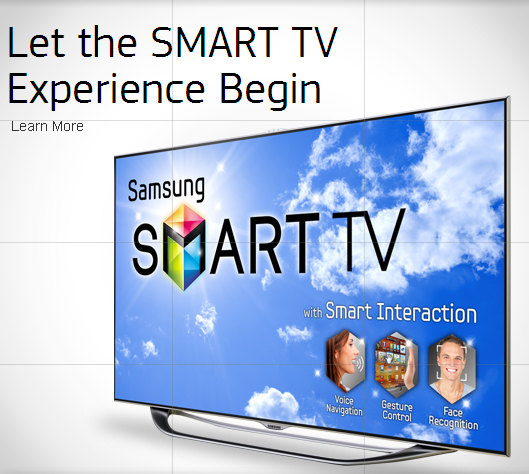 Let the SMART TV
Experience Begin
Learn More
Samsung
SMART TV
with Smart Interaction
Voice
Navigation
Gesture
Control
Face
Recognition